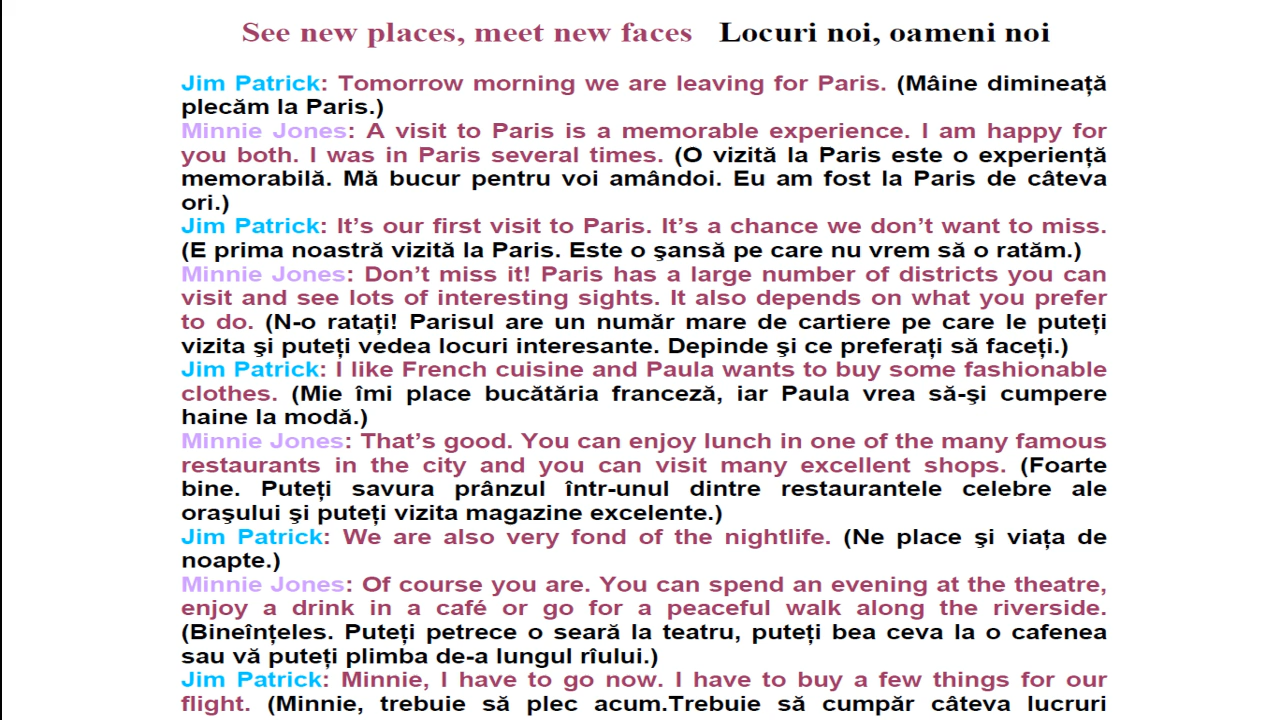 See new places, meet new faces Locuri noi, oameni noi
Jim Patrick: Tomorrow morning we are leaving for Paris. (Mâine dimineață
plecăm la Paris.)
Minnie Jones: A visit to Paris is a memorable experience. I am happy for
you both. I was in Paris several times. (O vizită la Paris este o experiență
memorabilă. Mă bucur pentru voi amândoi. Eu am fost la Paris de câteva
ori.)
Jim Patrick: It’s our first visit to Paris. It’s a chance we don’t want to miss.
(E prima noastră vizită la Paris. Este o şansă pe care nu vrem să o ratăm.)
Minnie Jones: Don’t miss it! Paris has a large number of districts you can
visit and see lots of interesting sights. It also depends on what you prefer
to do. (N-o ratați! Parisul are un număr mare de cartiere pe care le puteți
vizita şi puteți vedea locuri interesante. Depinde şi ce preferați să faceți.)
Jim Patrick: I like French cuisine and Paula wants to buy some fashionable
clothes. (Mie îmi place bucătăria franceză, iar Paula vrea să-şi cumpere
haine la modă.)
Minnie Jones: That’s good. You can enjoy lunch in one of the many famous
restaurants in the city and you can visit many excellent shops. (Foarte
bine. Puteți savura prânzul într-unul dintre restaurantele celebre ale
oraşului şi puteți vizita magazine excelente.)
Jim Patrick: We are also very fond of the nightlife. (Ne place şi viața de
noapte.)
Minnie Jones: Of course you are. You can spend an evening at the theatre,
enjoy a drink in a café or go for a peaceful walk along the riverside.
(Bineînțeles. Puteți petrece o seară la teatru, puteți bea ceva la o cafenea
sau vă puteți plimba de-a lungul rîului.)
Jim Patrick: Minnie, I have to go now. I have to buy a few things for our
flight. (Minnie, trebuie să plec acum.Trebuie să cumpăr câteva lucruri